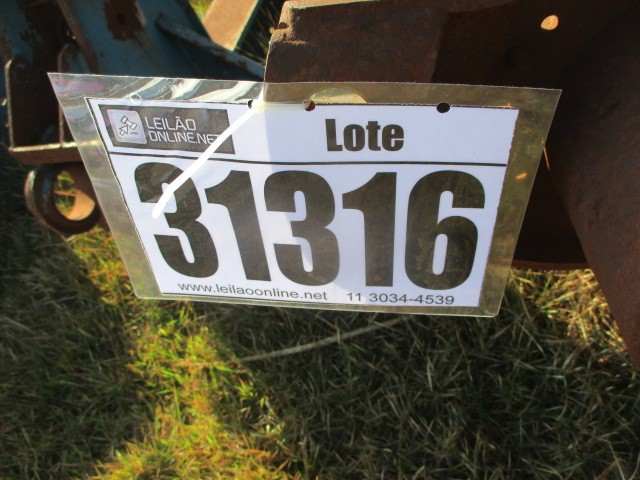 LEILÃO
ONLINE.NET
Lote
31316
www.leilaoonline.net 11 3034-4539